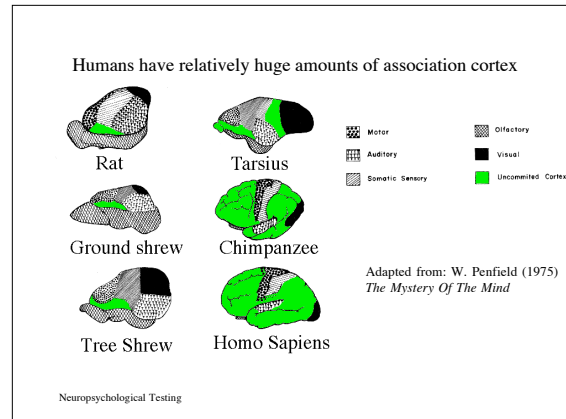 Humans have relatively huge amounts of association cortex
Rat
Tarsius
Motor
Olfactory
Auditory
Visual
Somatic Sensory
Uncommitted Cortex
Ground shrew
Chimpanzee
Adapted from: W. Penfield (1975)
The Mystery Of The Mind
Tree Shrew
Homo Sapiens
Neuropsychological Testing